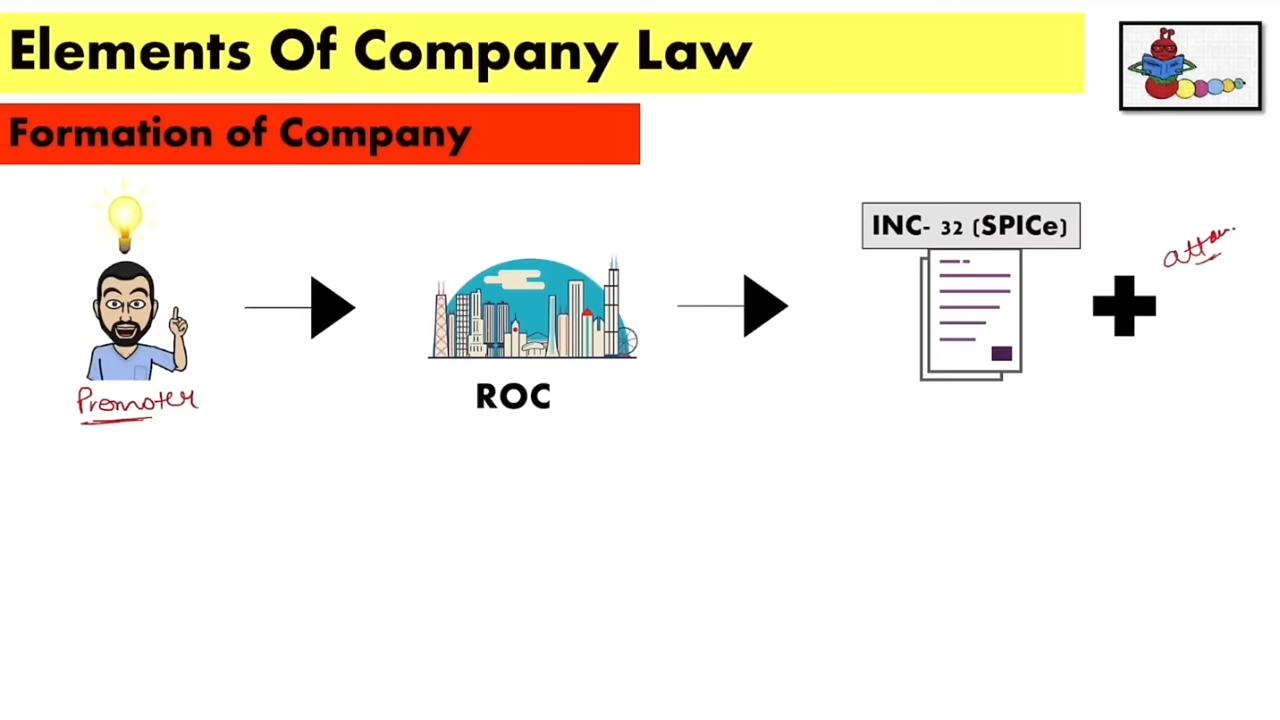 Elements Of Company Law
Formation of Company
INC- 32 (SPICe)
Promoter
ROC